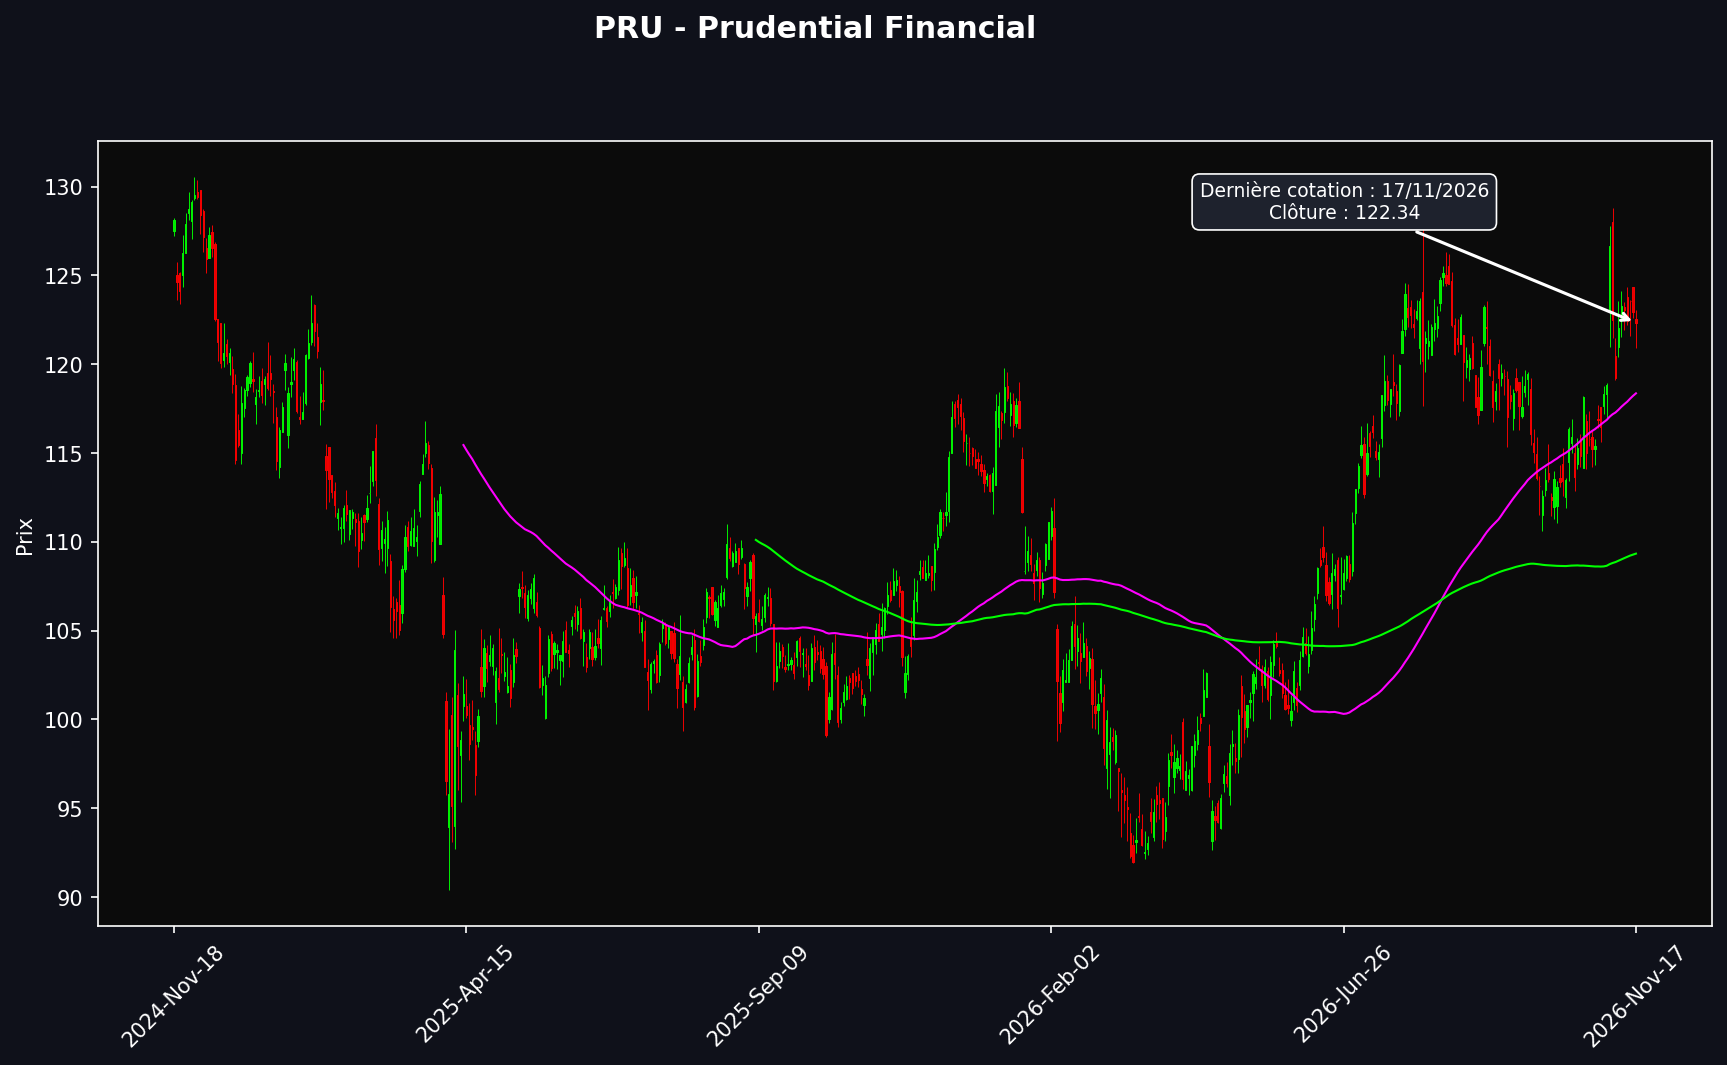 PRU - Prudential Financial
Dernière cotation : 17/11/2026
Clôture : 122.34
Prix
130
125
120
115
110
105
100
95
90
2024-Nov-18
2025-Apr-15
2025-Sep-09
2026-Feb-02
2026-Jun-26
2026-Nov-17